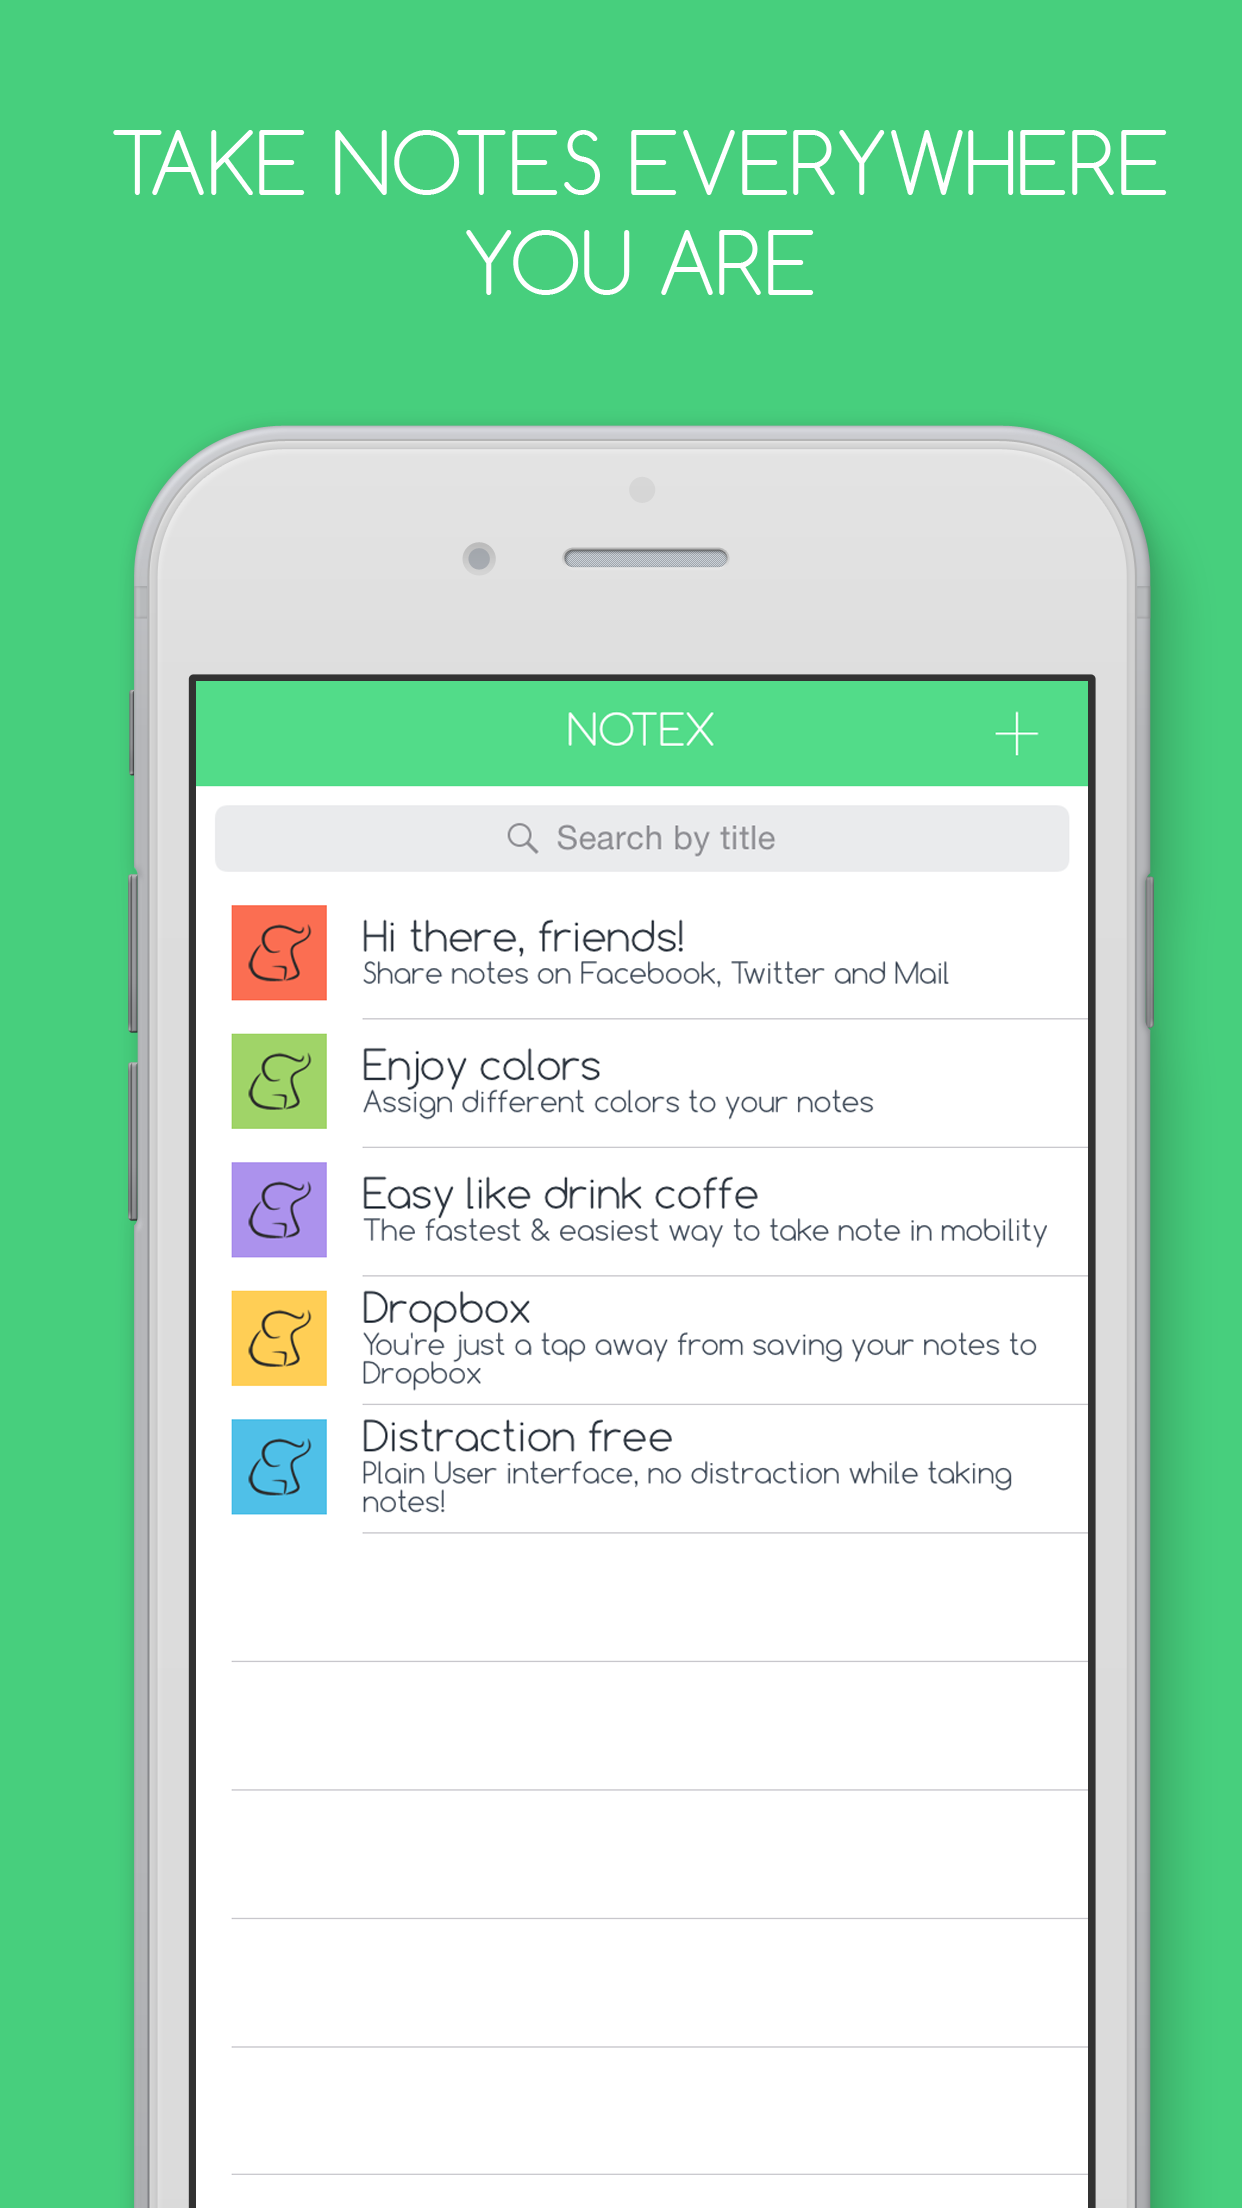 TAKE NOTES EVERYWHERE
YOU ARE
NOTEX
Search by title
Hi there, friends!
Share notes on Facebook, Twitter and Mail
Enjoy colors
Assign different colors to your notes
Easy like drink coffe
The fastest & easiest way to take note in mobility
Dropbox
You're just a tap away from saving your notes to
Dropbox
Distraction free
Plain User interface, no distraction while taking
notes!